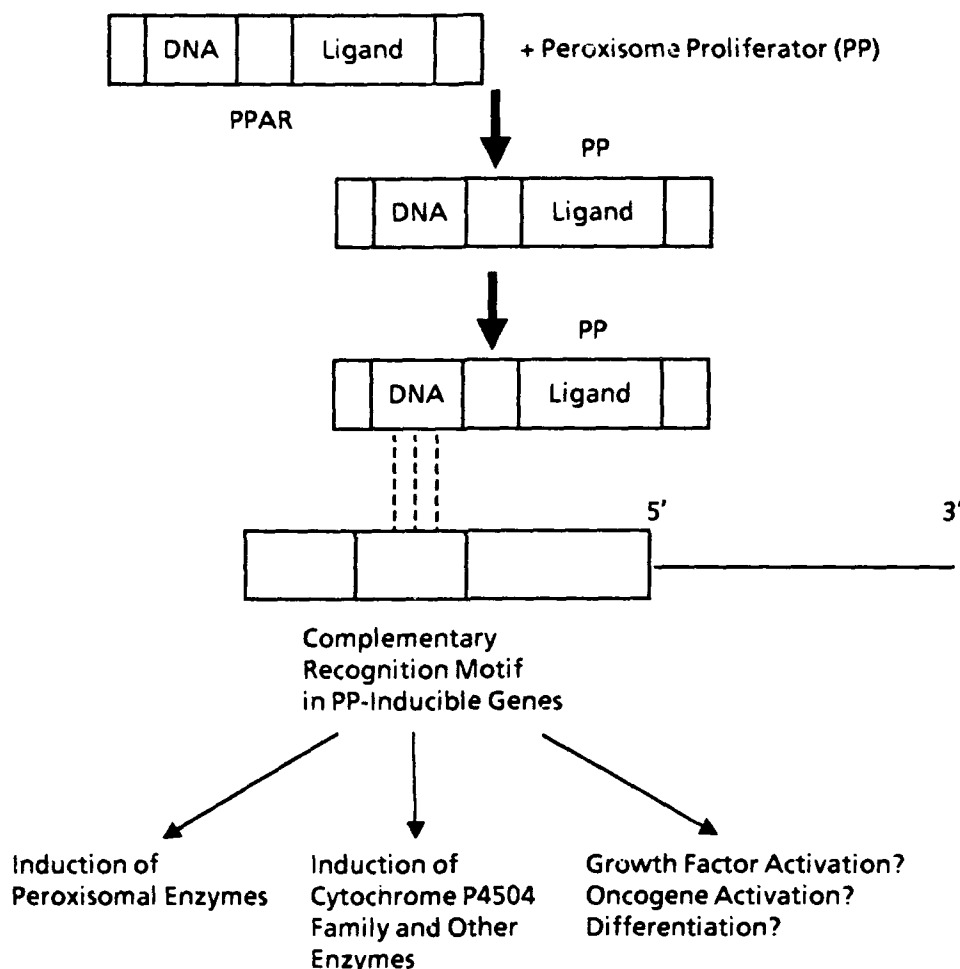 DNA Ligand + Peroxisome Proliferator (PP)
PPAR
PP
DNA Ligand
PP
DNA Ligand
5' 3'
Complementary
Recognition Motif
in PP-Inducible Genes
Induction of
Peroxisomal Enzymes
Induction of
Cytochrome P4504
Family and Other
Enzymes
Growth Factor Activation?
Oncogene Activation?
Differentiation?